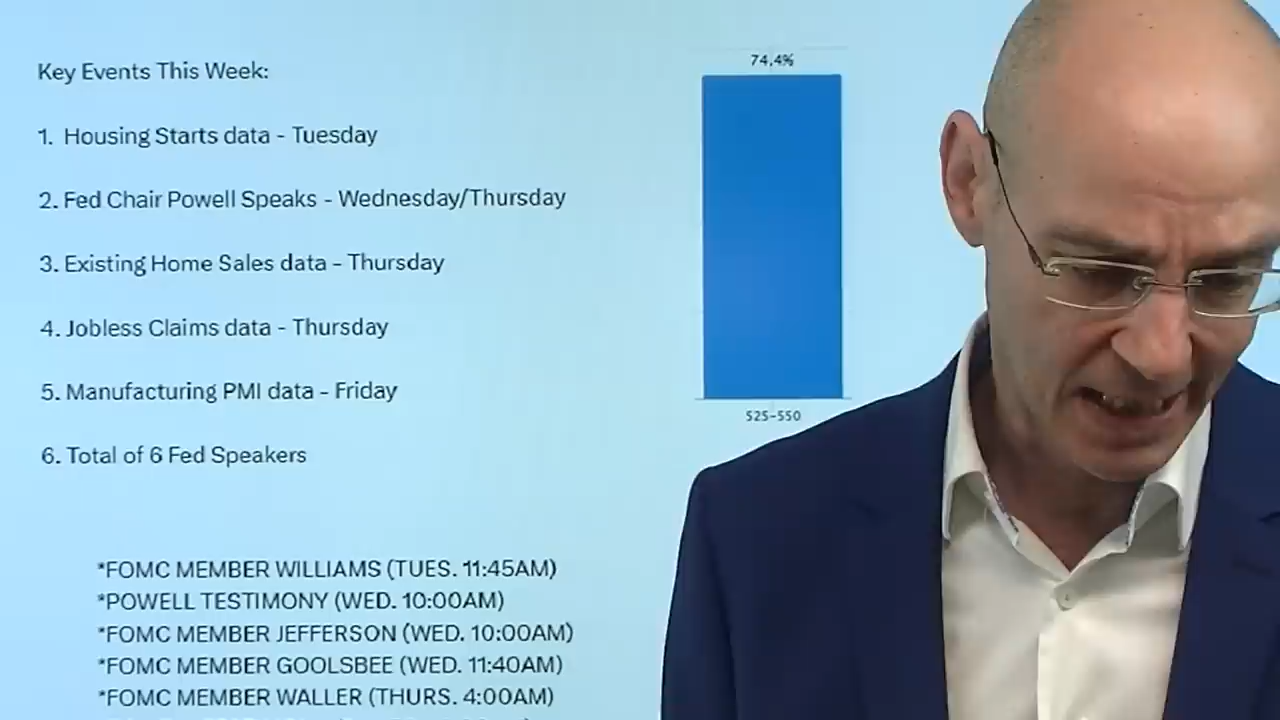 Key Events This Week:
1. Housing Starts data - Tuesday
2. Fed Chair Powell Speaks - Wednesday/Thursday
3. Existing Home Sales data - Thursday
4. Jobless Claims data - Thursday
5. Manufacturing PMI data - Friday
6. Total of 6 Fed Speakers
*FOMC MEMBER WILLIAMS (TUES. 11:45AM)
*POWELL TESTIMONY (WED. 10:00AM)
*FOMC MEMBER JEFFERSON (WED. 10:00AM)
*FOMC MEMBER GOOLSBEE (WED. 11:40AM)
*FOMC MEMBER WALLER (THURS. 4:00AM)
74,4%
525-550